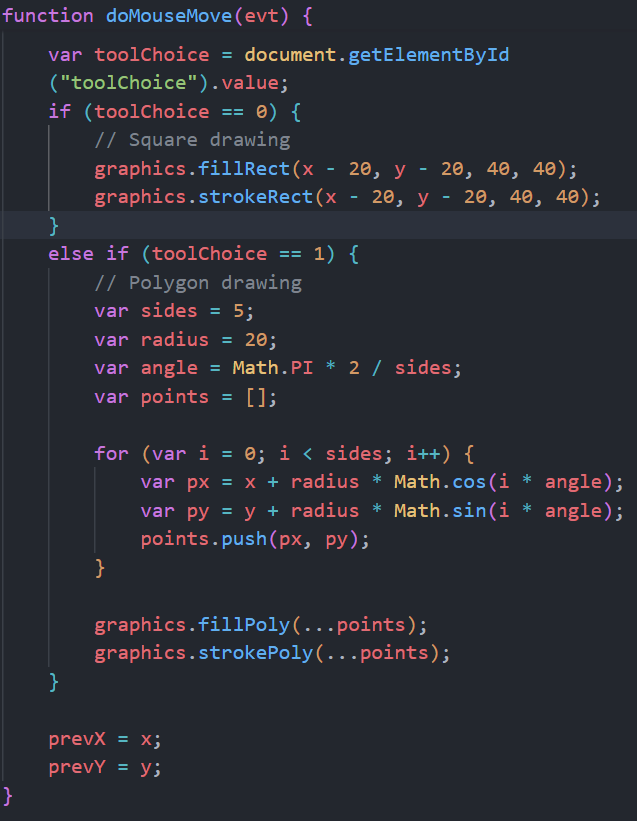 function doMouseMove(evt) {
    var toolChoice = document.getElementById
    ("toolChoice").value;
    if (toolChoice == 0) {
        // Square drawing
        graphics.fillRect(x - 20, y - 20, 40, 40);
        graphics.strokeRect(x - 20, y - 20, 40, 40);
    }
    else if (toolChoice == 1) {
        // Polygon drawing
        var sides = 5;
        var radius = 20;
        var angle = Math.PI * 2 / sides;
        var points = [];
        for (var i = 0; i < sides; i++) {
            var px = x + radius * Math.cos(i * angle);
            var py = y + radius * Math.sin(i * angle);
            points.push(px, py);
        }
        graphics.fillPoly(...points);
        graphics.strokePoly(...points);
    }
    prevX = x;
    prevY = y;
}